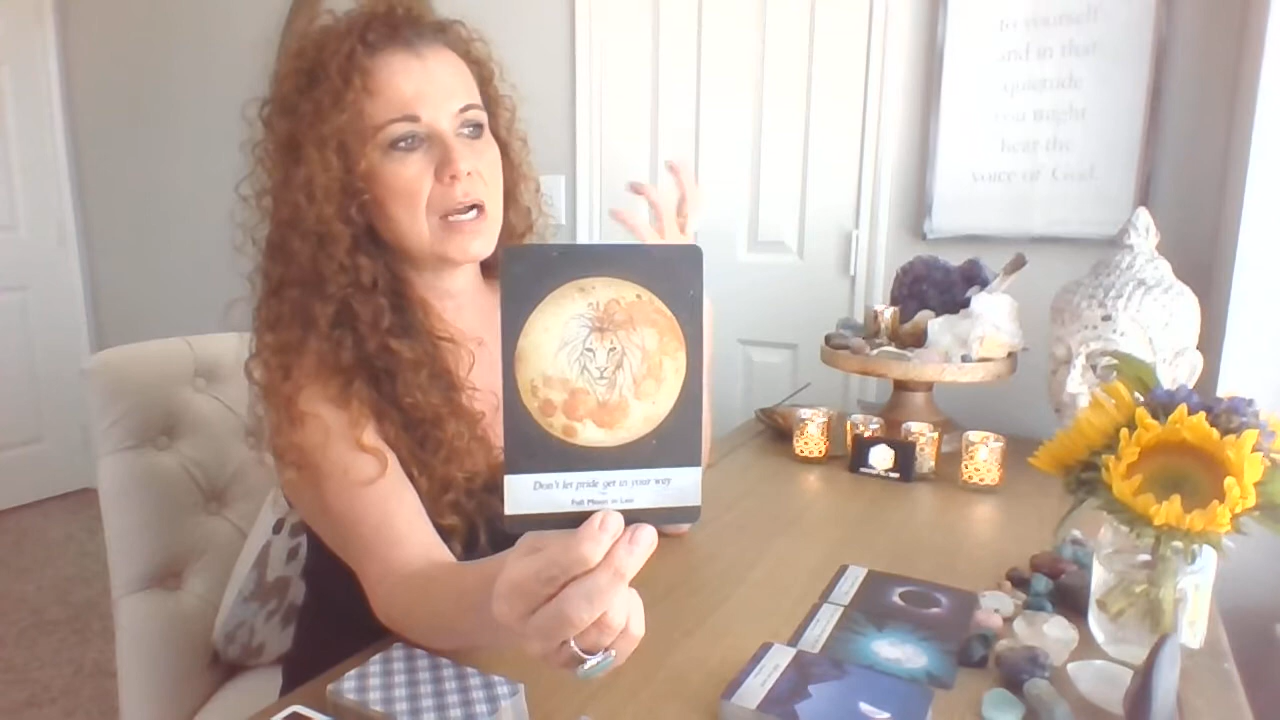 to yourself
and in that
quietude
you might
hear the
voice of God.
Don't let pride get in your way
Full Moon in Leo